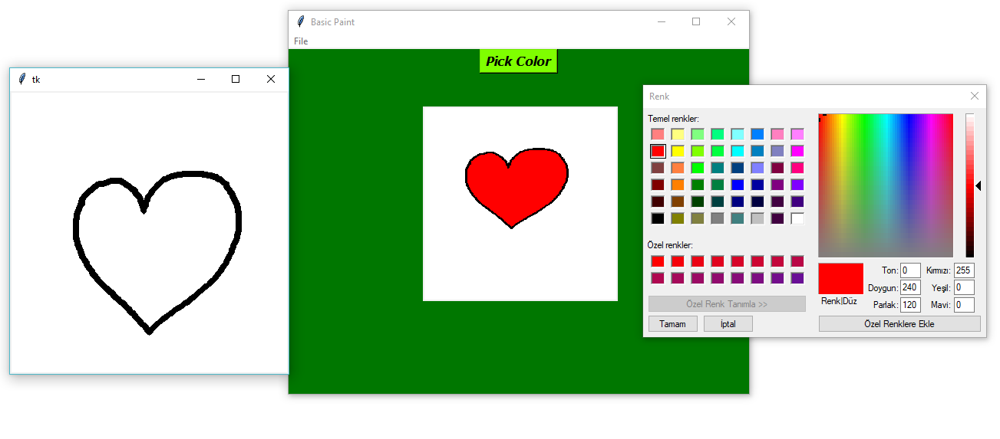 tk
Basic Paint
File
Pick Color
Renk
Temel renkler:
Özel renkler:
Özel Renk Tanımla >>
Tamam
İptal
Renk|Düz
Ton: 0
Kırmızı: 255
Doygun: 240
Yeşil: 0
Parlak: 120
Mavi: 0
Özel Renklere Ekle